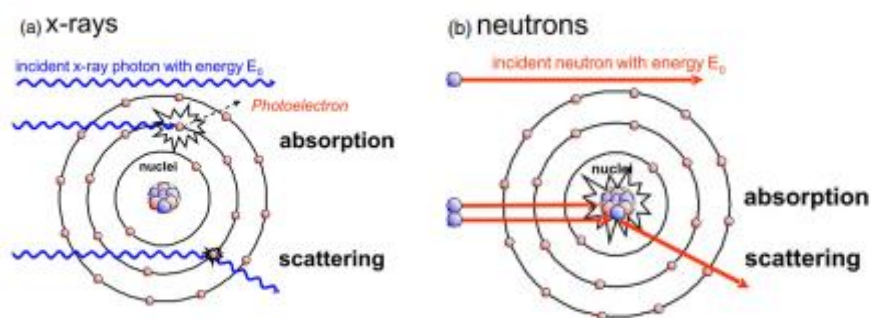 (a) x-rays
incident x-ray photon with energy E₀
Photoelectron
absorption
nuclei
scattering
(b) neutrons
incident neutron with energy E₀
nuclei
absorption
scattering